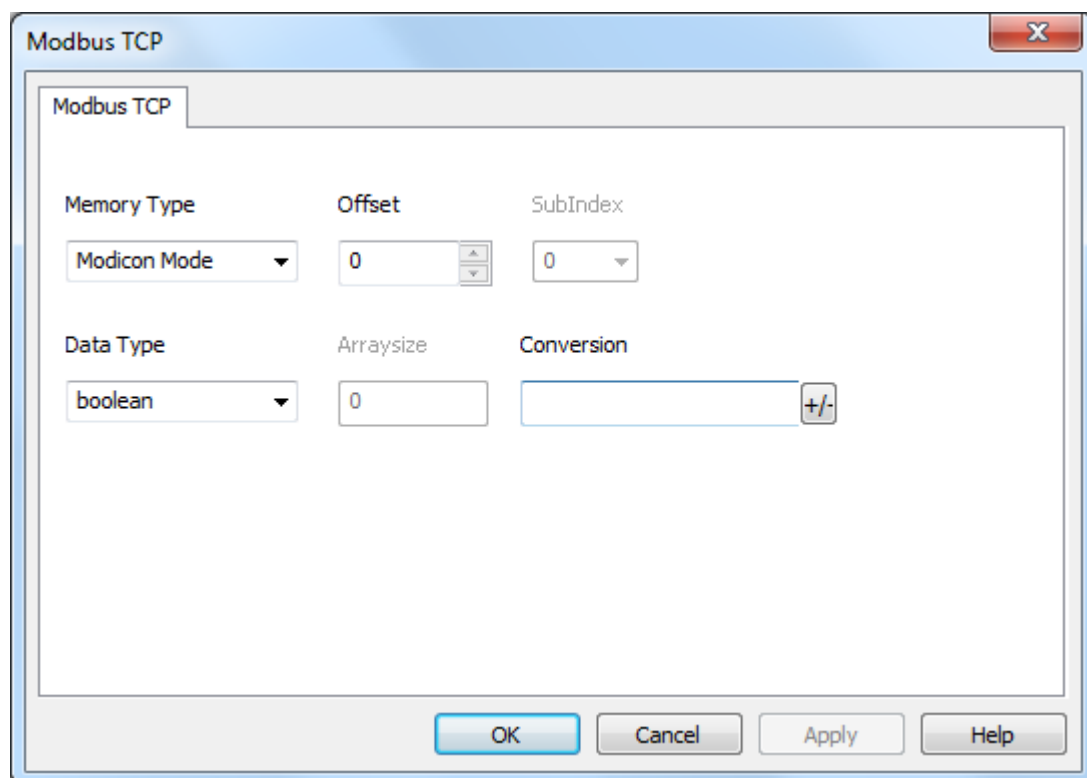 Modbus TCP
Modbus TCP
Memory Type Offset SubIndex
Modicon Mode 0 0
Data Type Arraysize Conversion
boolean 0 +/-
OK Cancel Apply Help